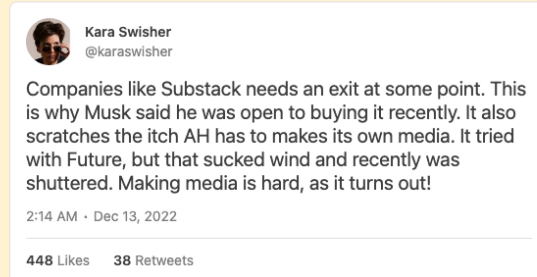 Kara Swisher
@karaswisher
Companies like Substack needs an exit at some point. This
is why Musk said he was open to buying it recently. It also
scratches the itch AH has to makes its own media. It tried
with Future, but that sucked wind and recently was
shuttered. Making media is hard, as it turns out!
2:14 AM · Dec 13, 2022
448 Likes 38 Retweets